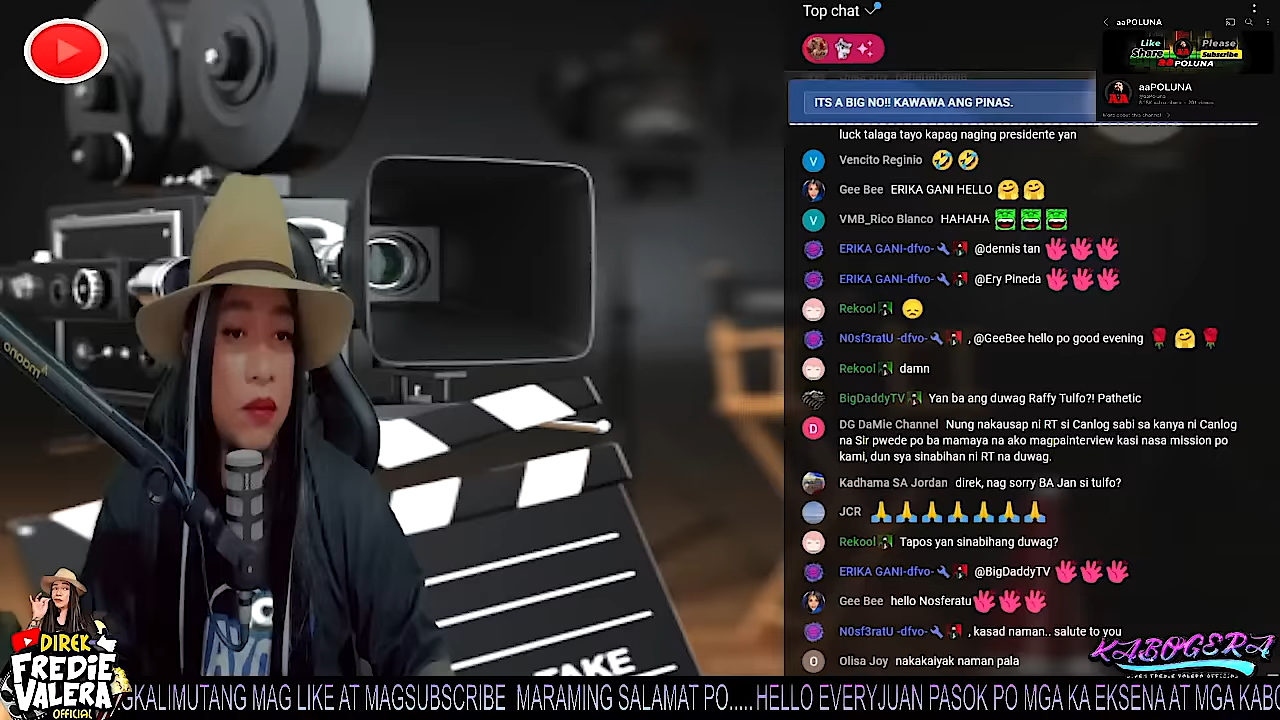 Top chat
aaPOLUNA
Like
Please
Share
Subscribe
aaPOLUNA
aaPOLUNA
ITS A BIG NO!! KAWAWA ANG PINAS.
luck talaga tayo kapag naging presidente yan
V Vencito Reginio 🤣🤣
Gee Bee ERIKA GANI HELLO 🤗🤗
V VMB_Rico Blanco HAHAHA
ERIKA GANI-dfvo- @dennis tan
ERIKA GANI-dfvo- @Ery Pineda
Rekool 😞
N0sf3ratU -dfvo- , @GeeBee hello po good evening 🌹🤗🌹
Rekool damn
BigDaddyTV Yan ba ang duwag Raffy Tulfo?! Pathetic
D DG DaMie Channel Nung nakausap ni RT si Canlog sabi sa kanya ni Canlog
na Sir pwede po ba mamaya na ako magpainterview kasi nasa mission po
kami, dun sya sinabihan ni RT na duwag.
Kadhama SA Jordan direk, nag sorry BA Jan si tulfo?
JCR 🙏🙏🙏🙏🙏🙏🙏
Rekool Tapos yan sinabihang duwag?
ERIKA GANI-dfvo- @BigDaddyTV
Gee Bee hello Nosferatu
N0sf3ratU -dfvo- , kasad naman.. salute to you
O Olisa Joy nakakaiyak naman pala
KABOGERA
DIREK FREDIE VALERA OFFICIAL
maono
TAKE
DIREK
FREDIE
VALERA
OFFICIAL
GKALIMUTANG MAG LIKE AT MAGSUBSCRIBE MARAMING SALAMAT PO..... HELLO EVERYJUAN PASOK PO MGA KA EKSENA AT MGA KABO